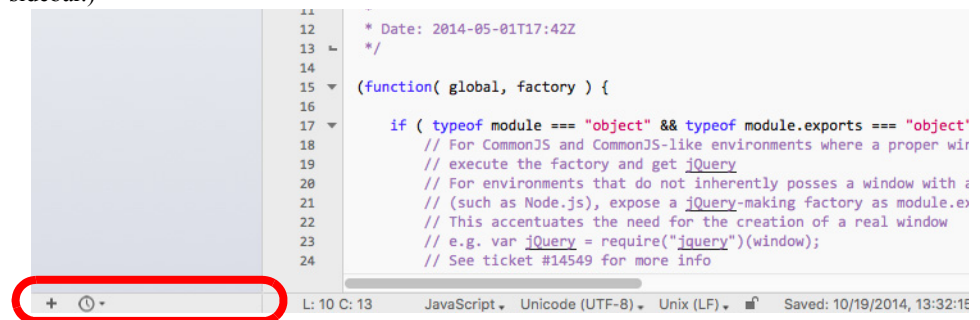 sidebar.)
11 *
12 * Date: 2014-05-01T17:42Z
13 */
14
15 (function( global, factory ) {
16
17 if ( typeof module === "object" && typeof module.exports === "object"
18 // For CommonJS and CommonJS-like environments where a proper win
19 // execute the factory and get jQuery
20 // For environments that do not inherently posses a window with a
21 // (such as Node.js), expose a jQuery-making factory as module.ex
22 // This accentuates the need for the creation of a real window
23 // e.g. var jQuery = require("jquery")(window);
24 // See ticket #14549 for more info
+ L: 10 C: 13 JavaScript Unicode (UTF-8) Unix (LF) Saved: 10/19/2014, 13:32:15